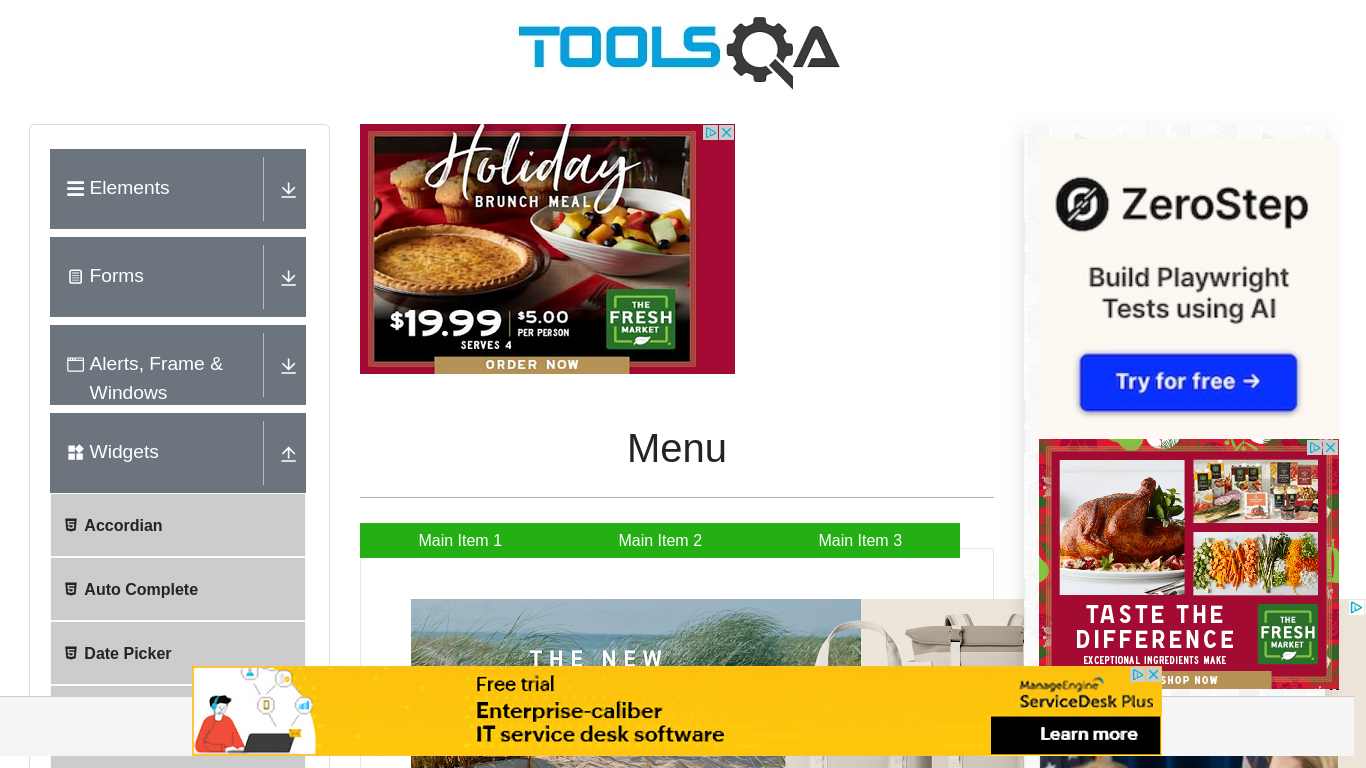 TOOLSQA
Elements
Forms
Alerts, Frame &
Windows
Widgets
Accordian
Auto Complete
Date Picker
Holiday
BRUNCH MEAL
$19.99
SERVES 4
$5.00
PER PERSON
THE
FRESH
MARKET
ORDER NOW
Menu
Main Item 1
Main Item 2
Main Item 3
THE NEW
ZeroStep
Build Playwright
Tests using AI
Try for free →
TASTE THE
DIFFERENCE
EXCEPTIONAL INGREDIENTS MAKE
THE
FRESH
MARKET
SHOP NOW
Free trial
Enterprise-caliber
IT service desk software
ManageEngine
ServiceDesk Plus
Learn more